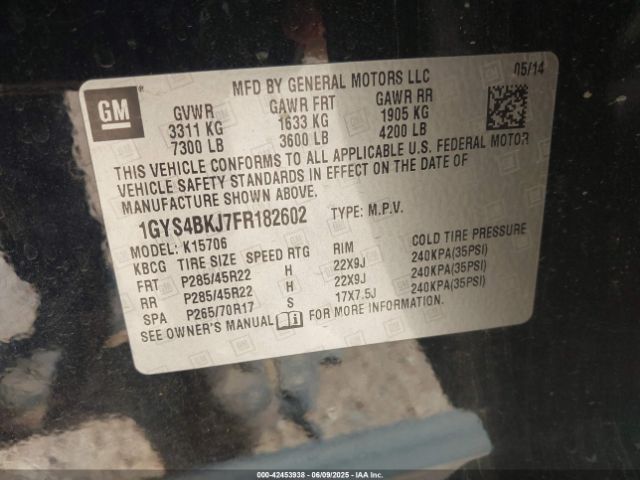 GM
MFD BY GENERAL MOTORS LLC 05/14
GVWR GAWR FRT GAWR RR
3311 KG 1633 KG 1905 KG
7300 LB 3600 LB 4200 LB
THIS VEHICLE CONFORMS TO ALL APPLICABLE U.S. FEDERAL MOTOR
VEHICLE SAFETY STANDARDS IN EFFECT ON THE DATE OF
MANUFACTURE SHOWN ABOVE.
1GYS4BKJ7FR182602 TYPE: M.P.V.
MODEL: K15706
KBCG TIRE SIZE SPEED RTG RIM COLD TIRE PRESSURE
FRT P285/45R22 H 22X9J 240KPA(35PSI)
RR P285/45R22 H 22X9J 240KPA(35PSI)
SPA P265/70R17 S 17X7.5J 240KPA(35PSI)
SEE OWNER'S MANUAL FOR MORE INFORMATION.
000-42453938 - 06/09/2025 - IAA Inc.